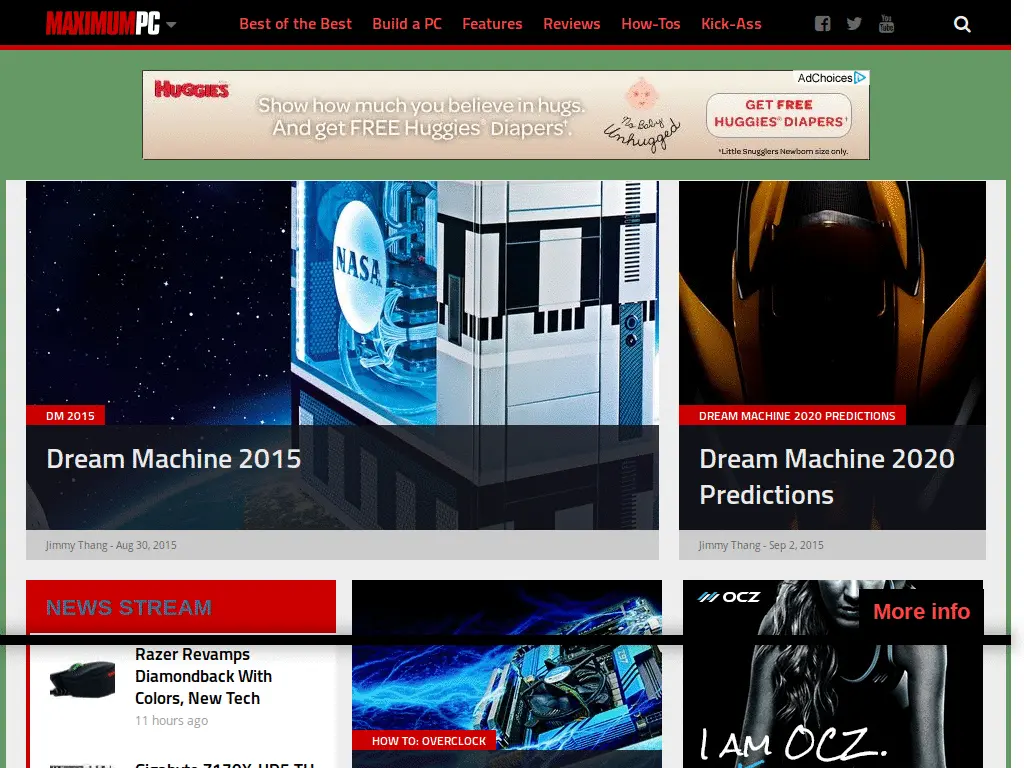 MAXIMUMPC
Best of the Best
Build a PC
Features
Reviews
How-Tos
Kick-Ass
You
Tube
HUGGIES
Show how much you believe in hugs.
And get FREE Huggies® Diapers†.
No Baby
Unhugged
AdChoices
GET FREE
HUGGIES® DIAPERS†
*Little Snugglers Newborn size only.
NASA
DM 2015
Dream Machine 2015
Jimmy Thang - Aug 30, 2015
DREAM MACHINE 2020 PREDICTIONS
Dream Machine 2020
Predictions
Jimmy Thang - Sep 2, 2015
NEWS STREAM
Razer Revamps
Diamondback With
Colors, New Tech
11 hours ago
HOW TO: OVERCLOCK
OCZ
More info
I AM OCZ.